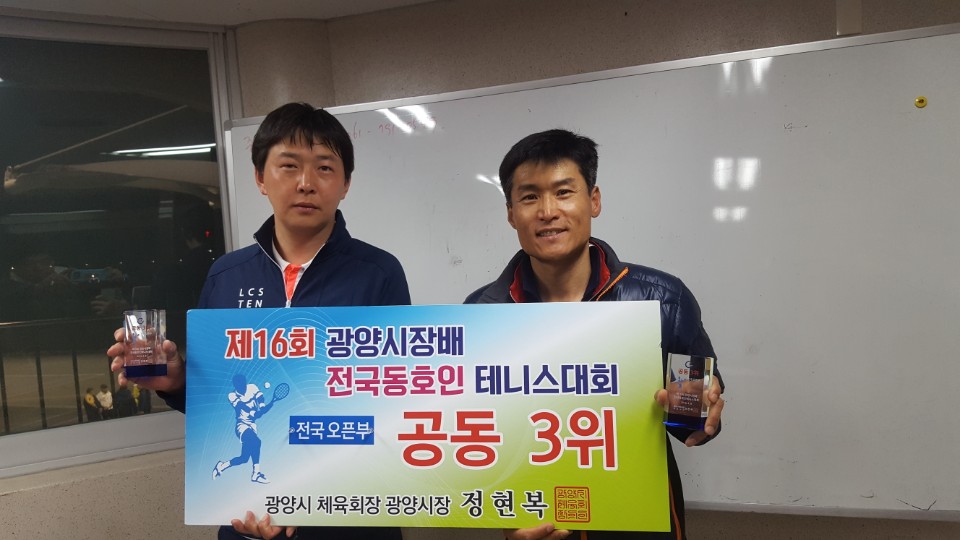 제16회 광양시장배
전국동호인 테니스대회
전국 오픈부
공동 3위
광양시 체육회장 광양시장 정현복
LCS
TEN